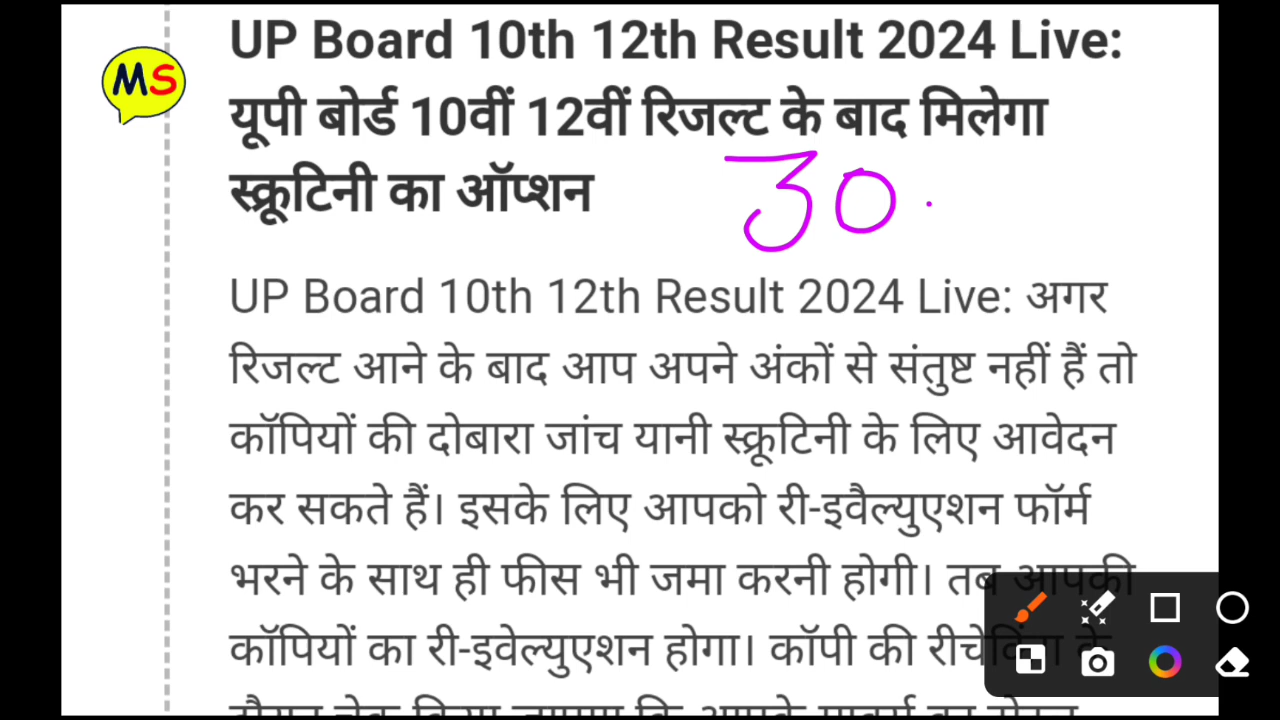 MS
UP Board 10th 12th Result 2024 Live:
यूपी बोर्ड 10वीं 12वीं रिजल्ट के बाद मिलेगा
स्क्रूटिनी का ऑप्शन
30.
UP Board 10th 12th Result 2024 Live: अगर
रिजल्ट आने के बाद आप अपने अंकों से संतुष्ट नहीं हैं तो
कॉपियों की दोबारा जांच यानी स्क्रूटिनी के लिए आवेदन
कर सकते हैं। इसके लिए आपको री-इवैल्युएशन फॉर्म
भरने के साथ ही फीस भी जमा करनी होगी। तब आपकी
कॉपियों का री-इवेल्युएशन होगा। कॉपी की रीचेकिंग के